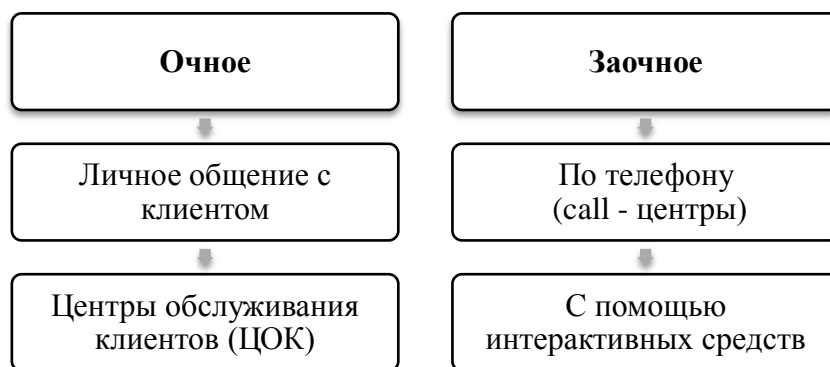 Очное
Личное общение с
клиентом
Центры обслуживания
клиентов (ЦОК)
Заочное
По телефону
(call - центры)
С помощью
интерактивных средств